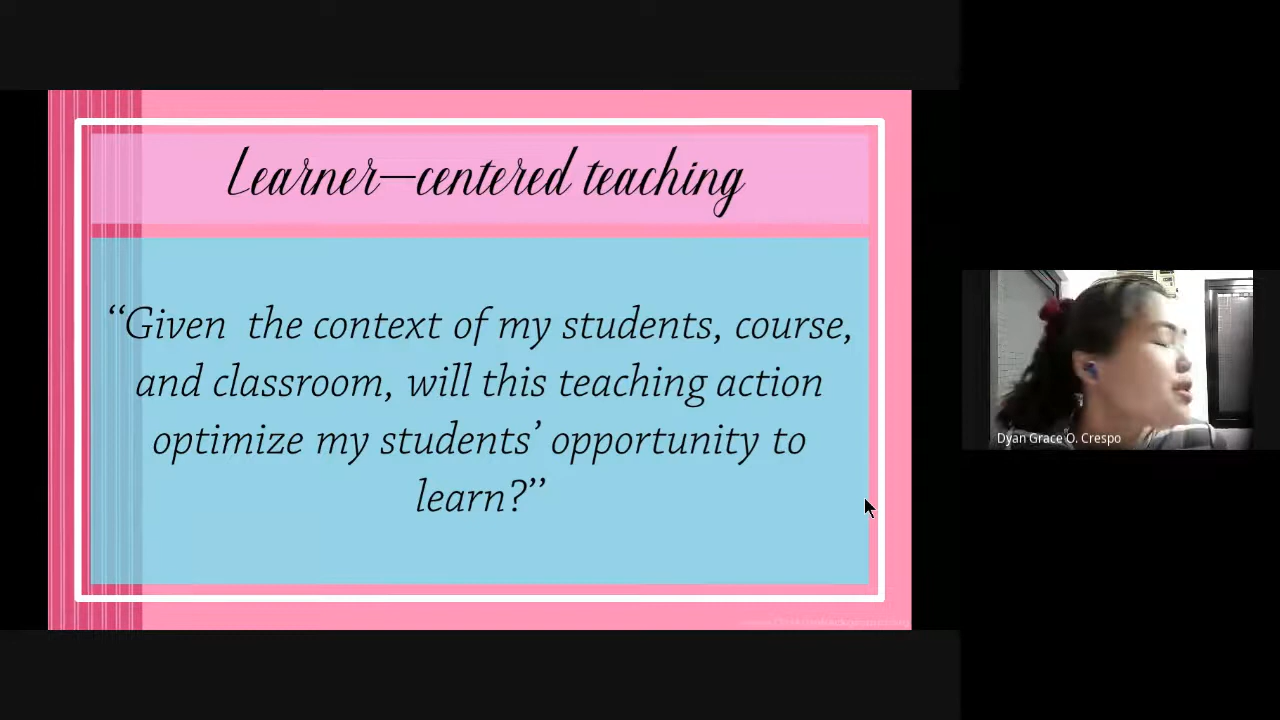 Learner–centered teaching
“Given the context of my students, course,
and classroom, will this teaching action
optimize my students’ opportunity to
learn?”
Dyan Grace O. Crespo